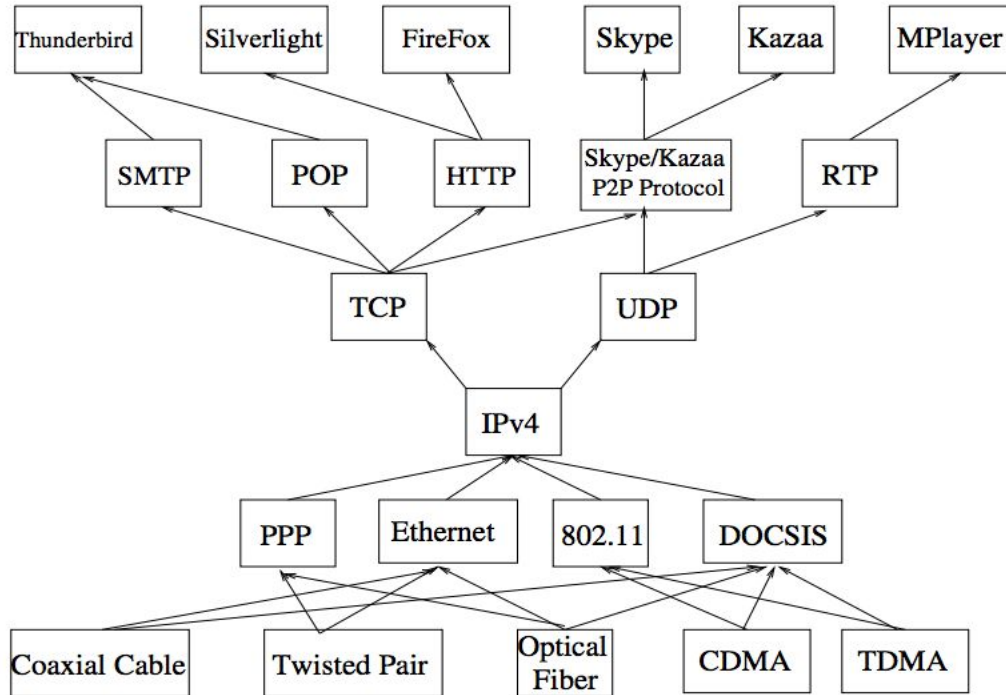 Thunderbird
Silverlight
FireFox
Skype
Kazaa
MPlayer
SMTP
POP
HTTP
Skype/Kazaa
P2P Protocol
RTP
TCP
UDP
IPv4
PPP
Ethernet
802.11
DOCSIS
Coaxial Cable
Twisted Pair
Optical
Fiber
CDMA
TDMA